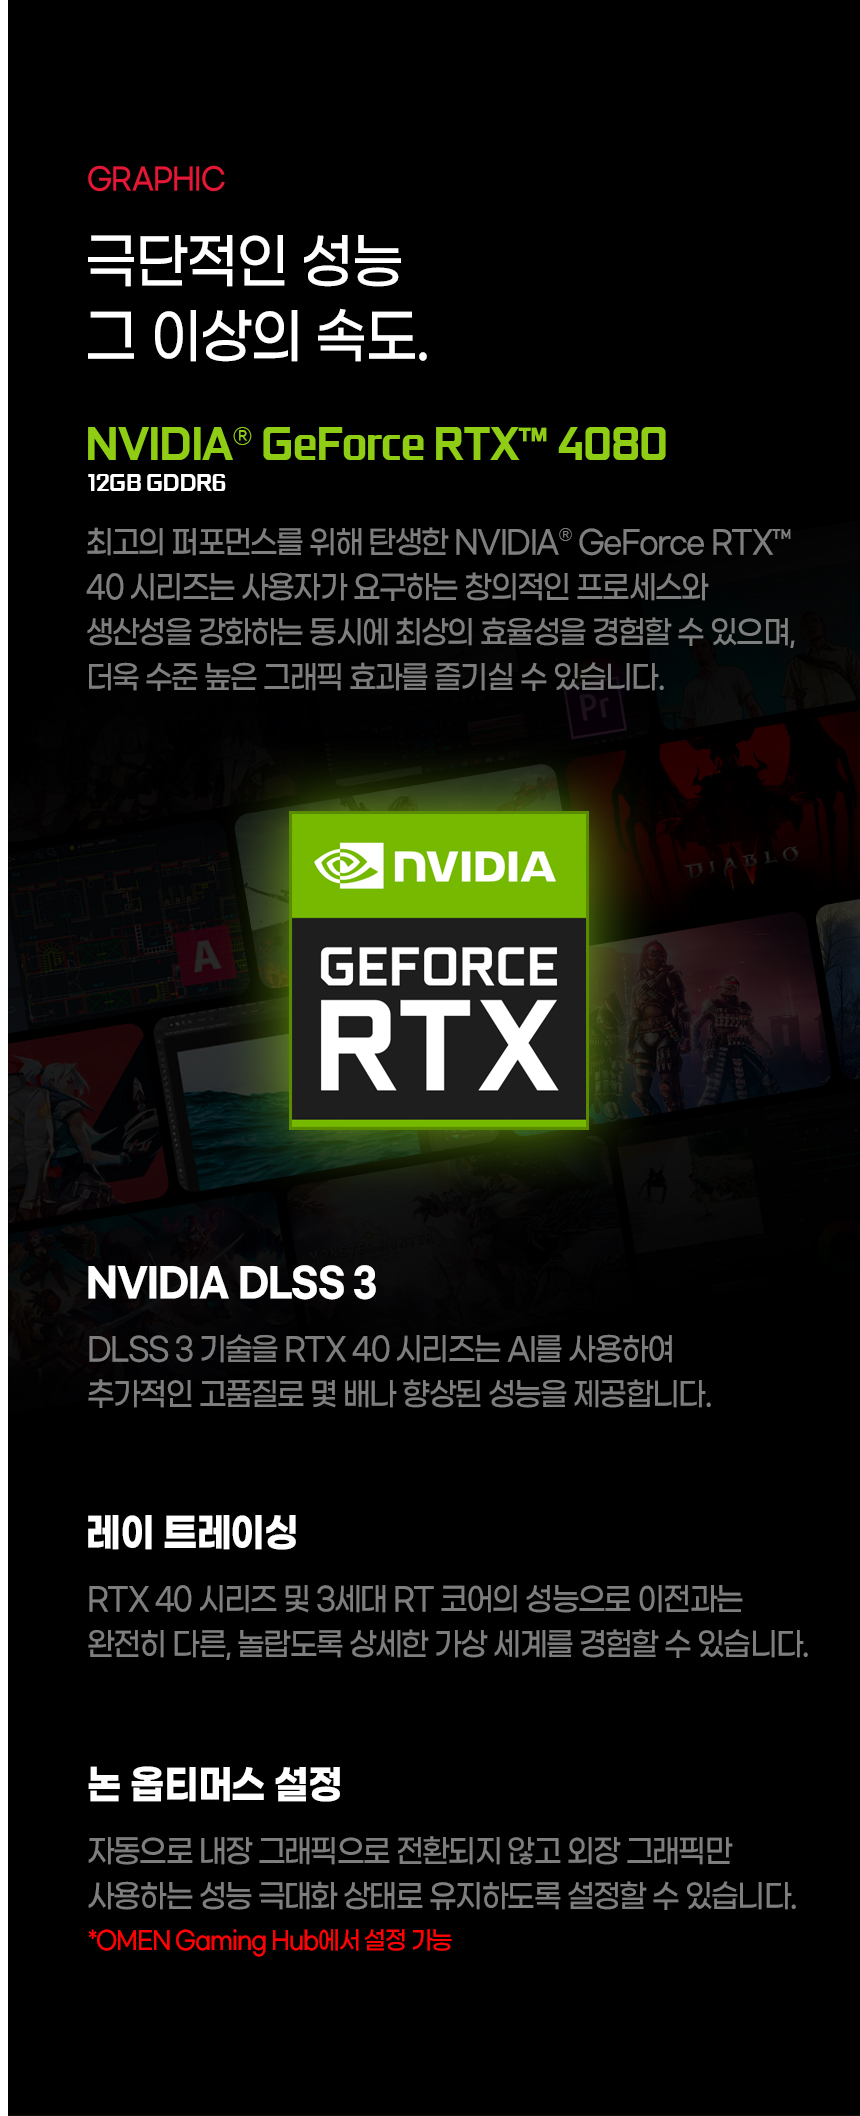 GRAPHIC
극단적인 성능
그 이상의 속도.
NVIDIA® GeForce RTX™ 4080
12GB GDDR6
최고의 퍼포먼스를 위해 탄생한 NVIDIA® GeForce RTX™
40 시리즈는 사용자가 요구하는 창의적인 프로세스와
생산성을 강화하는 동시에 최상의 효율성을 경험할 수 있으며,
더욱 수준 높은 그래픽 효과를 즐기실 수 있습니다.
Pr
DIABLO
NVIDIA
A
GEFORCE
RTX
NVIDIA DLSS 3
DLSS 3 기술을 RTX 40 시리즈는 AI를 사용하여
추가적인 고품질로 몇 배나 향상된 성능을 제공합니다.
레이 트레이싱
RTX 40 시리즈 및 3세대 RT 코어의 성능으로 이전과는
완전히 다른, 놀랍도록 상세한 가상 세계를 경험할 수 있습니다.
논 옵티머스 설정
자동으로 내장 그래픽으로 전환되지 않고 외장 그래픽만
사용하는 성능 극대화 상태로 유지하도록 설정할 수 있습니다.
*OMEN Gaming Hub에서 설정 가능